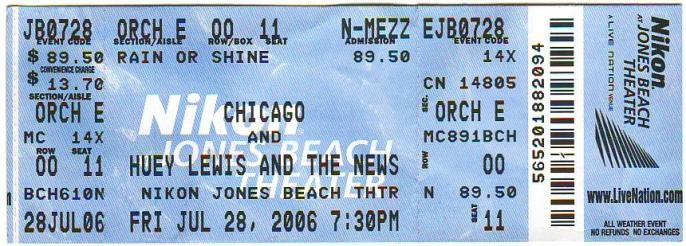 JB0728 ORCH E 00 11 N-MEZZ EJB0728
EVENT CODE SECTION/AISLE ROW/BOX SEAT ADMISSION EVENT CODE
$ 89.50 RAIN OR SHINE 89.50 14X
CONVENIENCE CHARGE
$ 13.70 CN 14805
SECTION/AISLE
ORCH E CHICAGO SEC. ORCH E
Nikon
MC 14X AND MC891BCH
ROW SEAT
JONES BEACH
00 11 HUEY LEWIS AND THE NEWS ROW 00
THEATER
BCH610N NIKON JONES BEACH THTR N 89.50
28JUL06 FRI JUL 28, 2006 7:30PM SEAT 11
565201882094
Nikon
at JONES BEACH
THEATER
A LIVE NATION VENUE
www.LiveNation.com
ALL WEATHER EVENT
NO REFUNDS NO EXCHANGES